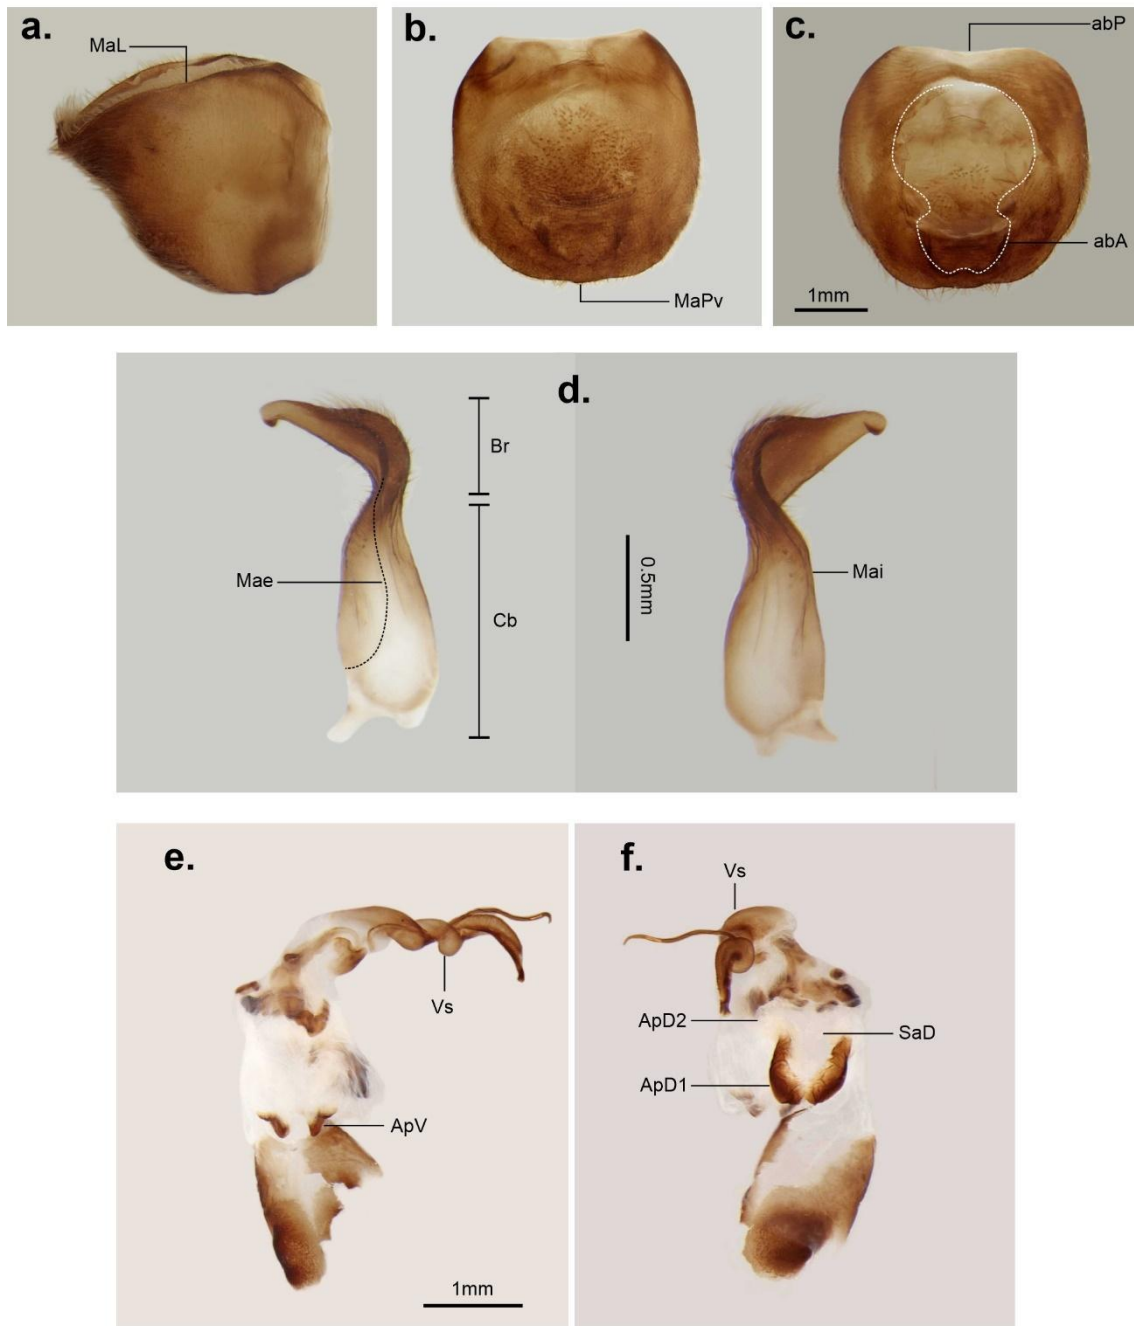 a.
MaL
b.
MaPv
c.
abP
abA
1mm
d.
Br
Mae
Cb
0.5mm
Mai
e.
Vs
ApV
1mm
f.
Vs
ApD2
SaD
ApD1